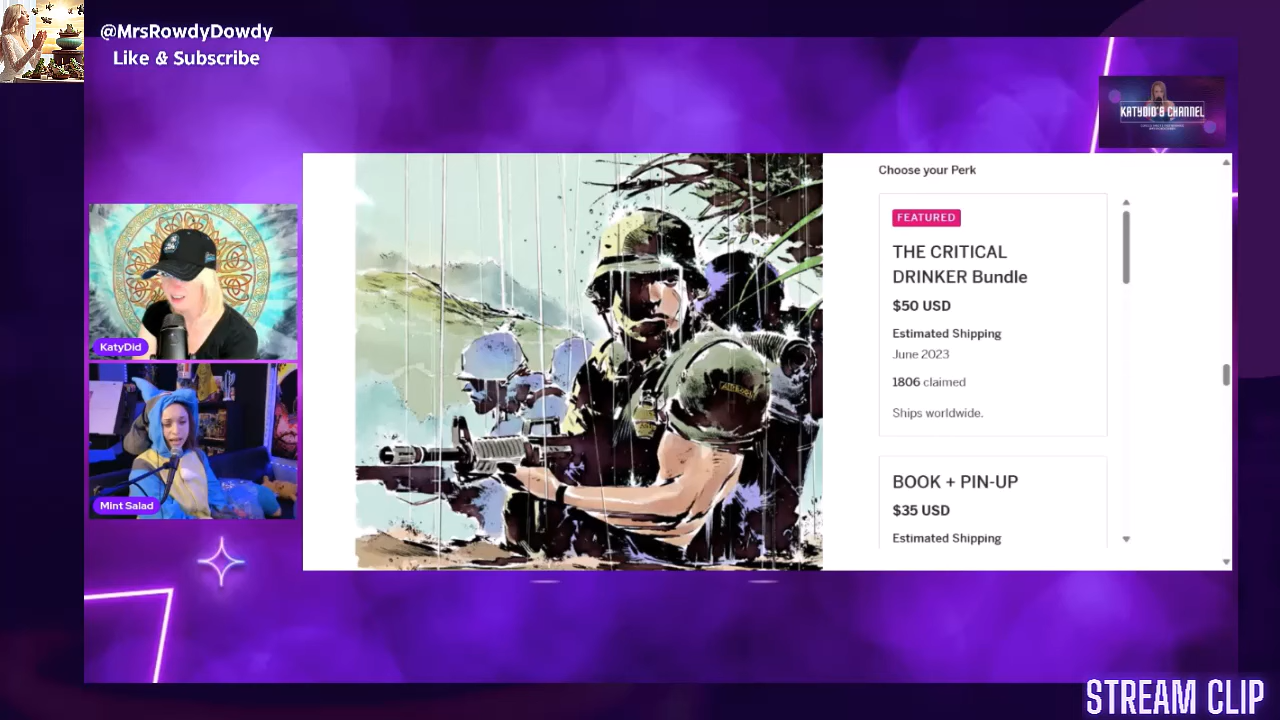 @MrsRowdyDowdy
Like & Subscribe
KATYDID'S CHANNEL
Choose your Perk
FEATURED
THE CRITICAL
DRINKER Bundle
$50 USD
Estimated Shipping
June 2023
1806 claimed
Ships worldwide.
BOOK + PIN-UP
$35 USD
Estimated
KatyDid
Mint Salad
STREAM CLIP